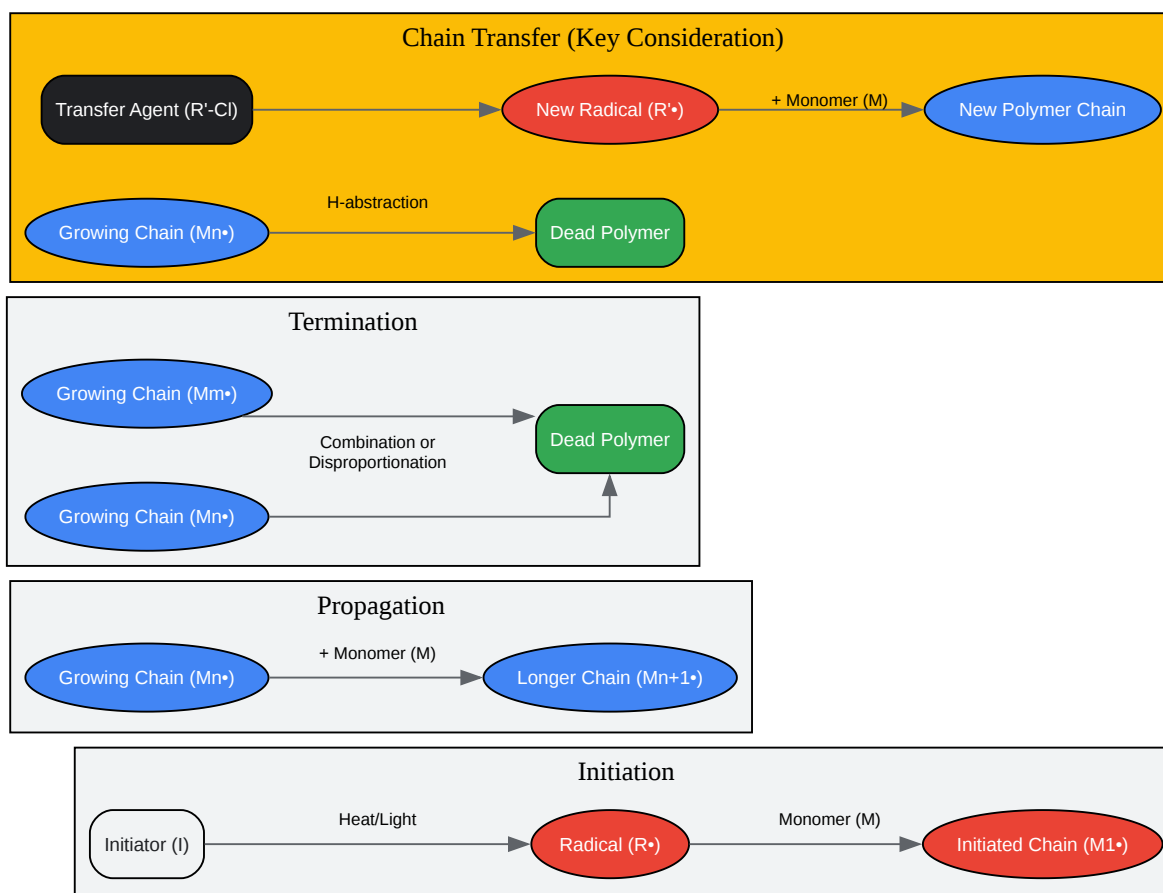 Chain Transfer (Key Consideration)
Transfer Agent (R'-Cl)
New Radical (R'•)
+ Monomer (M)
New Polymer Chain
Growing Chain (Mn•)
H-abstraction
Dead Polymer
Termination
Growing Chain (Mm•)
Combination or
Disproportionation
Dead Polymer
Growing Chain (Mn•)
Propagation
Growing Chain (Mn•)
+ Monomer (M)
Longer Chain (Mn+1•)
Initiation
Initiator (I)
Heat/Light
Radical (R•)
Monomer (M)
Initiated Chain (M1•)